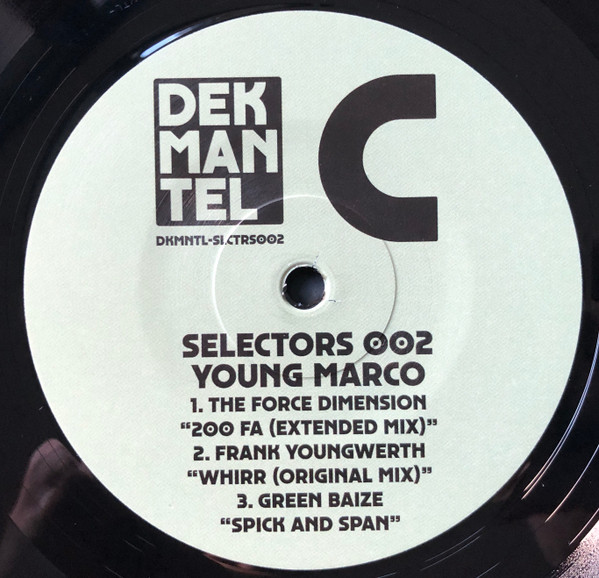 DEK
MAN
TEL
C
DKMNTL-SLCTRS002
SELECTORS 002
YOUNG MARCO
1. THE FORCE DIMENSION
“200 FA (EXTENDED MIX)”
2. FRANK YOUNGWERTH
“WHIRR (ORIGINAL MIX)”
3. GREEN BAIZE
“SPICK AND SPAN”